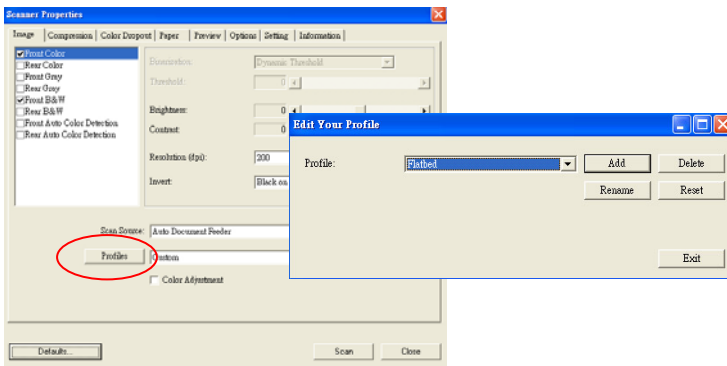 Scanner Properties
Image Compression Color Dropout Paper Preview Options Setting Information
Front Color
Rear Color
Front Gray
Rear Gray
Front B&W
Rear B&W
Front Auto Color Detection
Rear Auto Color Detection
Binarization: Dynamic Threshold
Threshold: 0
Brightness: 0
Contrast: 0
Resolution (dpi): 200
Invert: Black on
Scan Source: Auto Document Feeder
Profiles Custom
Color Adjustment
Defaults... Scan Close
Edit Your Profile
Profile: Flatbed Add Delete
Rename Reset
Exit